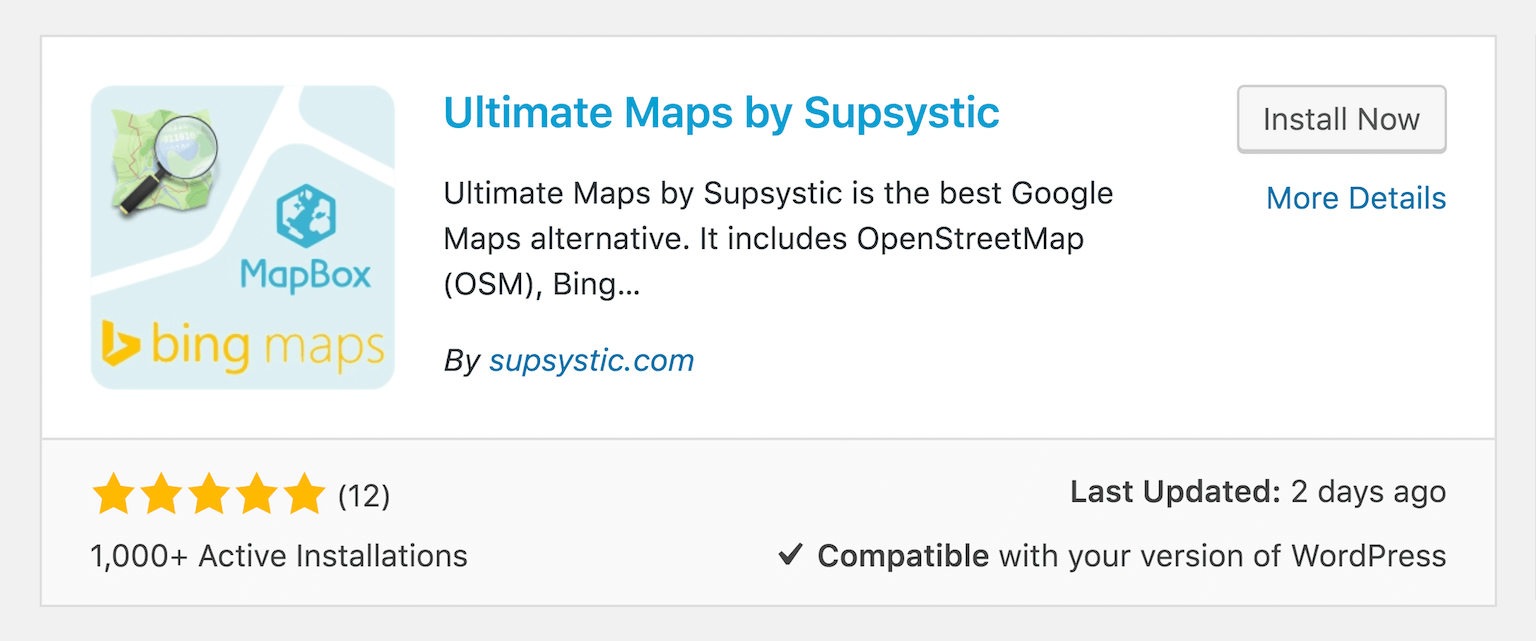 Ultimate Maps by Supsystic
Install Now
Ultimate Maps by Supsystic is the best Google
Maps alternative. It includes OpenStreetMap
(OSM), Bing...
More Details
By supsystic.com
MapBox
bing maps
(12)
Last Updated: 2 days ago
1,000+ Active Installations
✔ Compatible with your version of WordPress